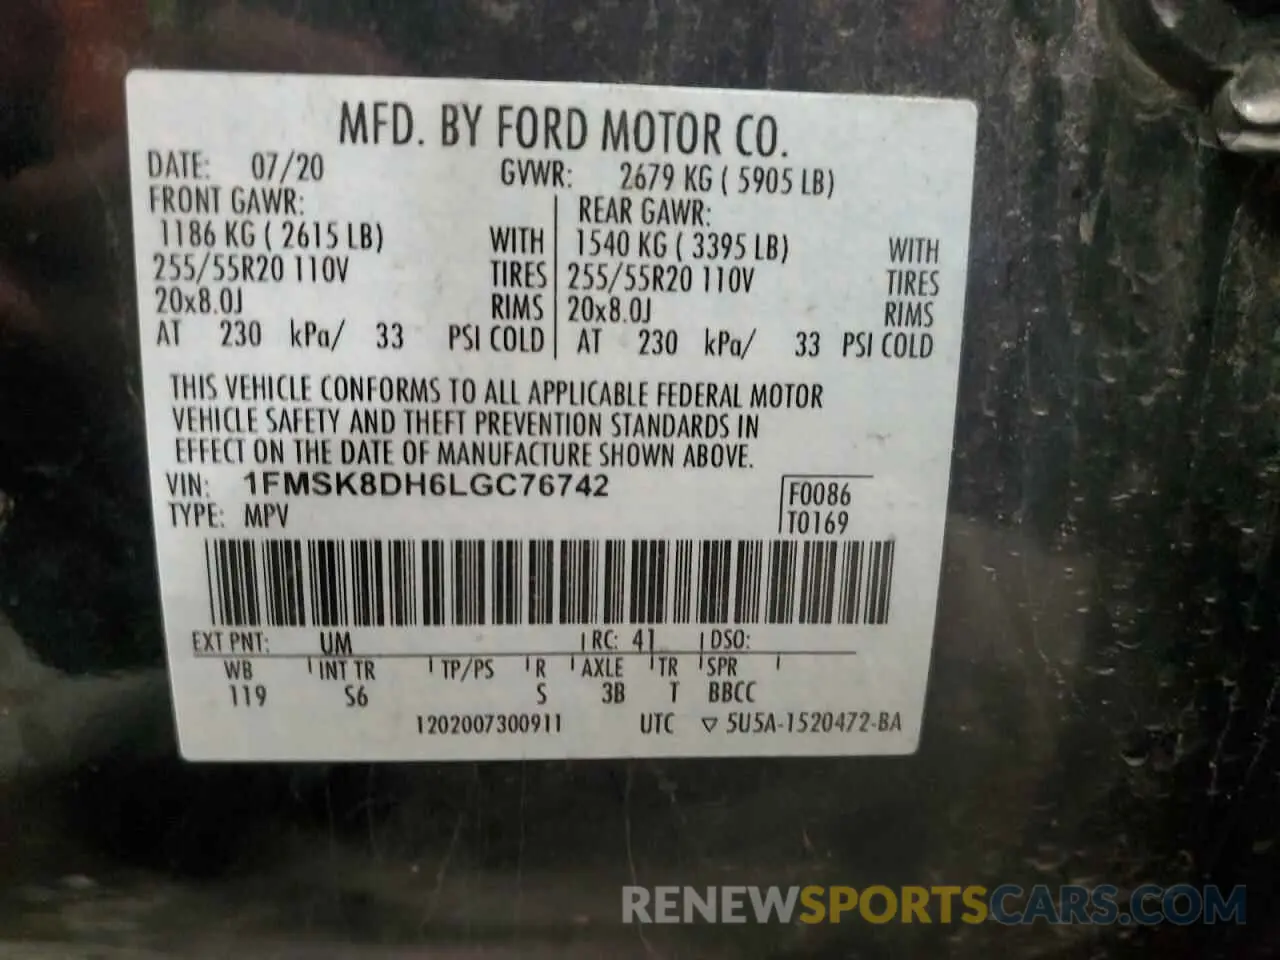 MFD. BY FORD MOTOR CO.
DATE: 07/20 GVWR: 2679 KG ( 5905 LB)
FRONT GAWR: REAR GAWR:
1186 KG ( 2615 LB) WITH 1540 KG ( 3395 LB) WITH
255/55R20 110V TIRES 255/55R20 110V TIRES
20x8.0J RIMS 20x8.0J RIMS
AT 230 kPa/ 33 PSI COLD AT 230 kPa/ 33 PSI COLD
THIS VEHICLE CONFORMS TO ALL APPLICABLE FEDERAL MOTOR
VEHICLE SAFETY AND THEFT PREVENTION STANDARDS IN
EFFECT ON THE DATE OF MANUFACTURE SHOWN ABOVE.
VIN: 1FMSK8DH6LGC76742 F0086
TYPE: MPV T0169
EXT PNT: UM RC: 41 DSO:
WB INT TR TP/PS R AXLE TR SPR
119 S6 S 3B T BBCC
1202007300911 UTC ▽ 5U5A-1520472-BA
RENEWSPORTSCARS.COM